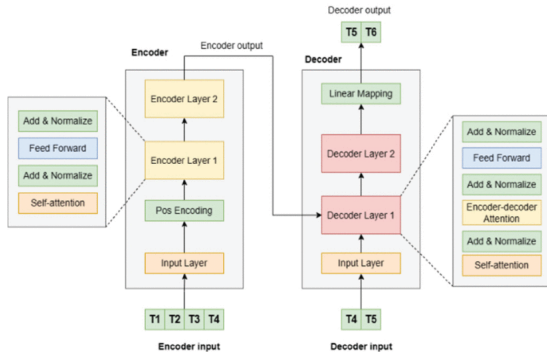 Decoder output
T5 T6
Encoder output
Encoder
Decoder
Encoder Layer 2
Linear Mapping
Add & Normalize
Feed Forward
Add & Normalize
Self-attention
Encoder Layer 1
Pos Encoding
Input Layer
Decoder Layer 2
Decoder Layer 1
Input Layer
Add & Normalize
Feed Forward
Add & Normalize
Encoder-decoder
Attention
Add & Normalize
Self-attention
T1 T2 T3 T4
Encoder input
T4 T5
Decoder input